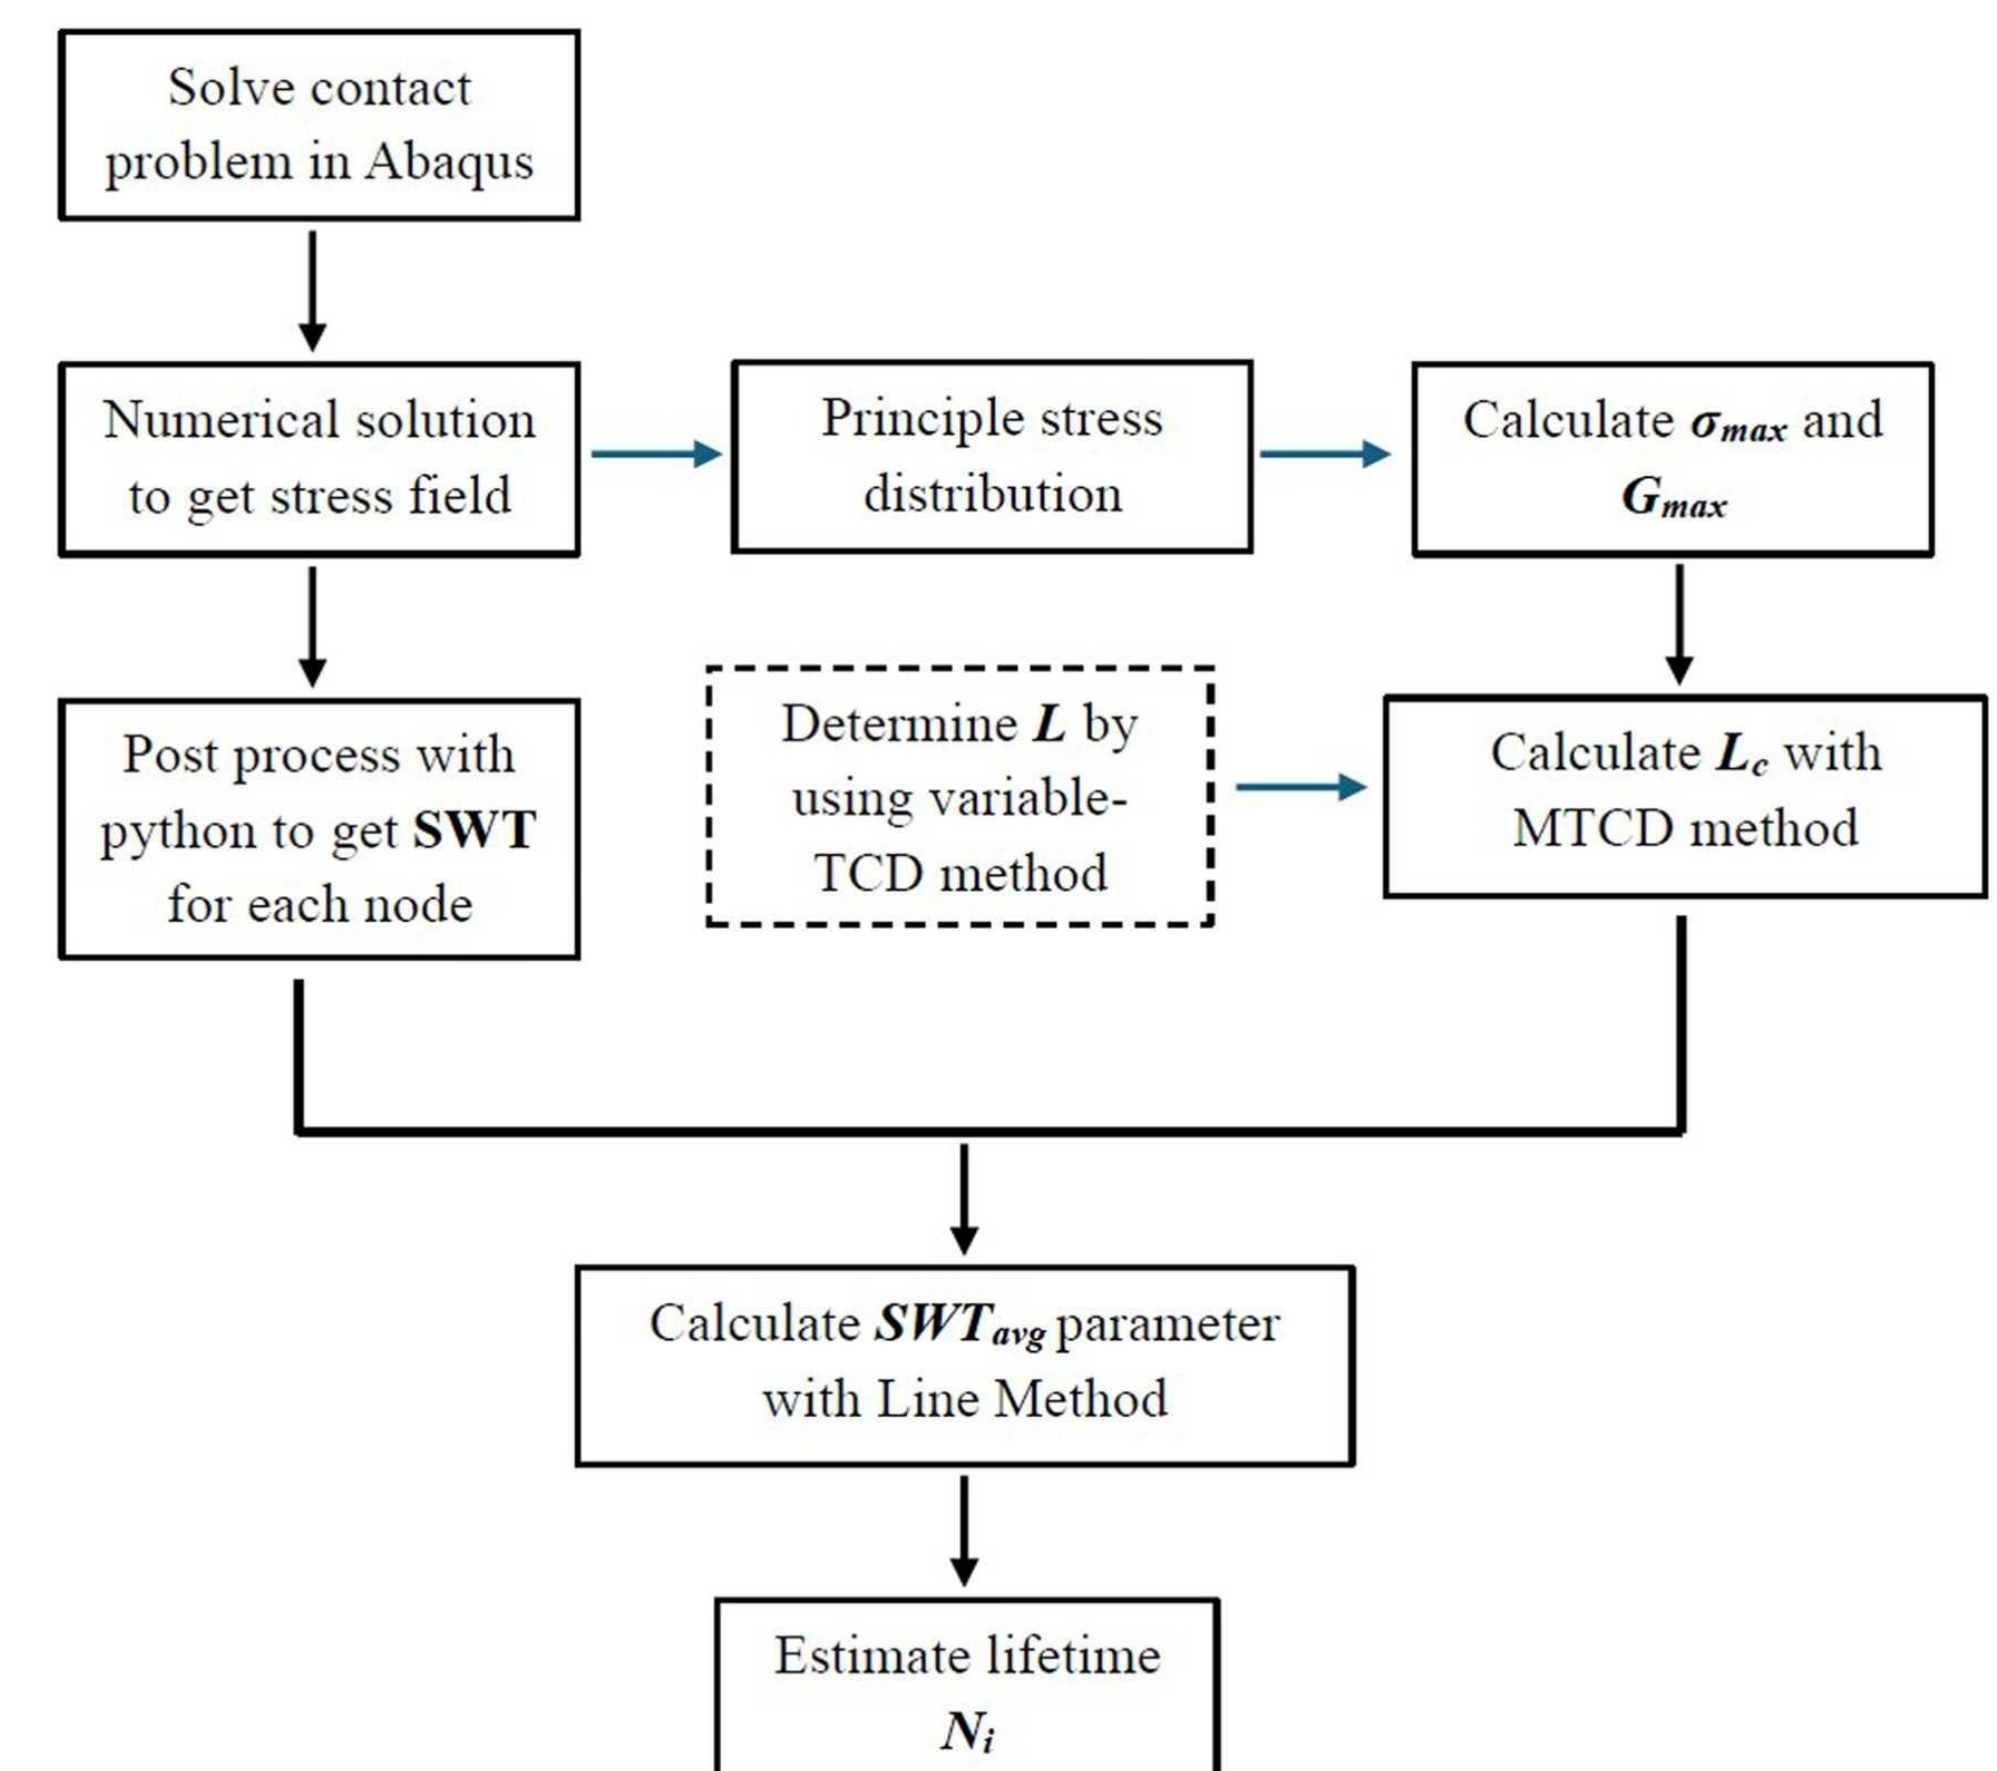 Solve contact
problem in Abaqus
Numerical solution
to get stress field
Principle stress
distribution
Calculate σmax and
Gmax
Post process with
python to get SWT
for each node
Determine L by
using variable-
TCD method
Calculate Lc with
MTCD method
Calculate SWTavg parameter
with Line Method
Estimate lifetime
Ni